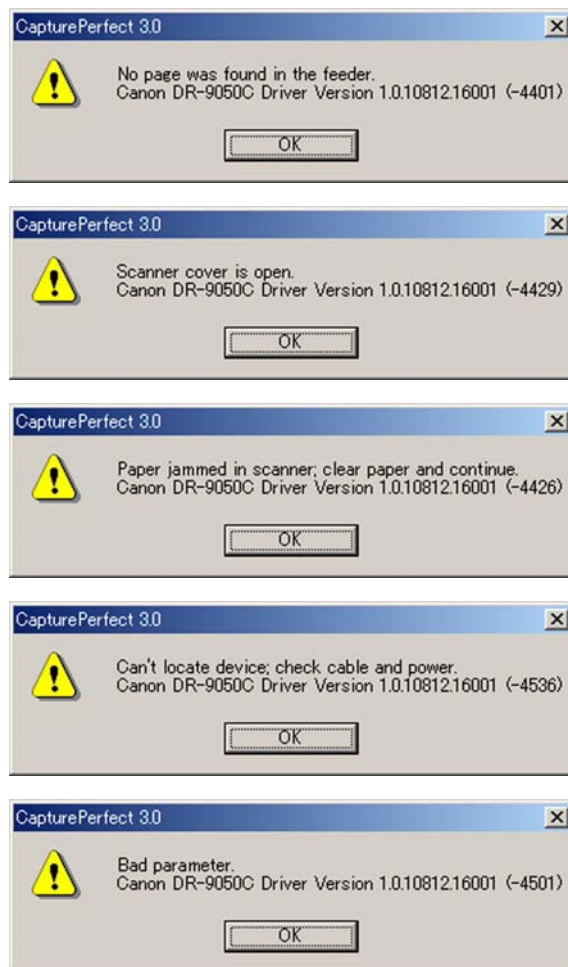 CapturePerfect 3.0
No page was found in the feeder.
Canon DR-9050C Driver Version 1.0.10812.16001 (-4401)
OK
CapturePerfect 3.0
Scanner cover is open.
Canon DR-9050C Driver Version 1.0.10812.16001 (-4429)
OK
CapturePerfect 3.0
Paper jammed in scanner; clear paper and continue.
Canon DR-9050C Driver Version 1.0.10812.16001 (-4426)
OK
CapturePerfect 3.0
Can't locate device; check cable and power.
Canon DR-9050C Driver Version 1.0.10812.16001 (-4536)
OK
CapturePerfect 3.0
Bad parameter.
Canon DR-9050C Driver Version 1.0.10812.16001 (-4501)
OK